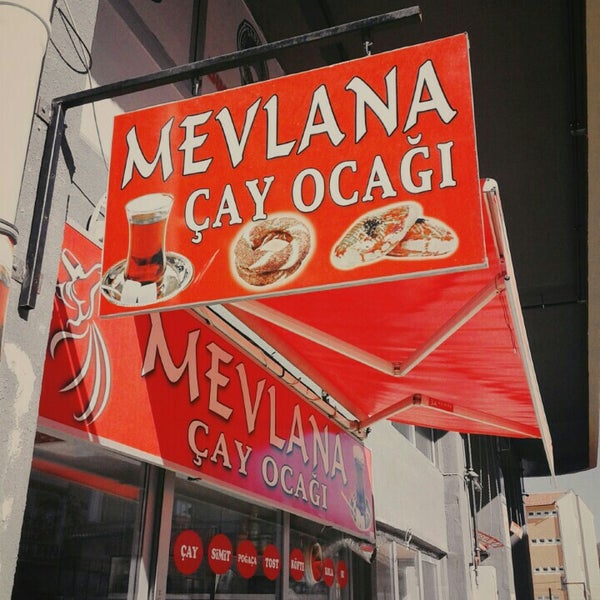 MEVLANA
ÇAY OCAĞI
MEVLANA
ÇAY OCAĞI
ÇAY
SİMİT
POĞAÇA
TOST
KÖFTE